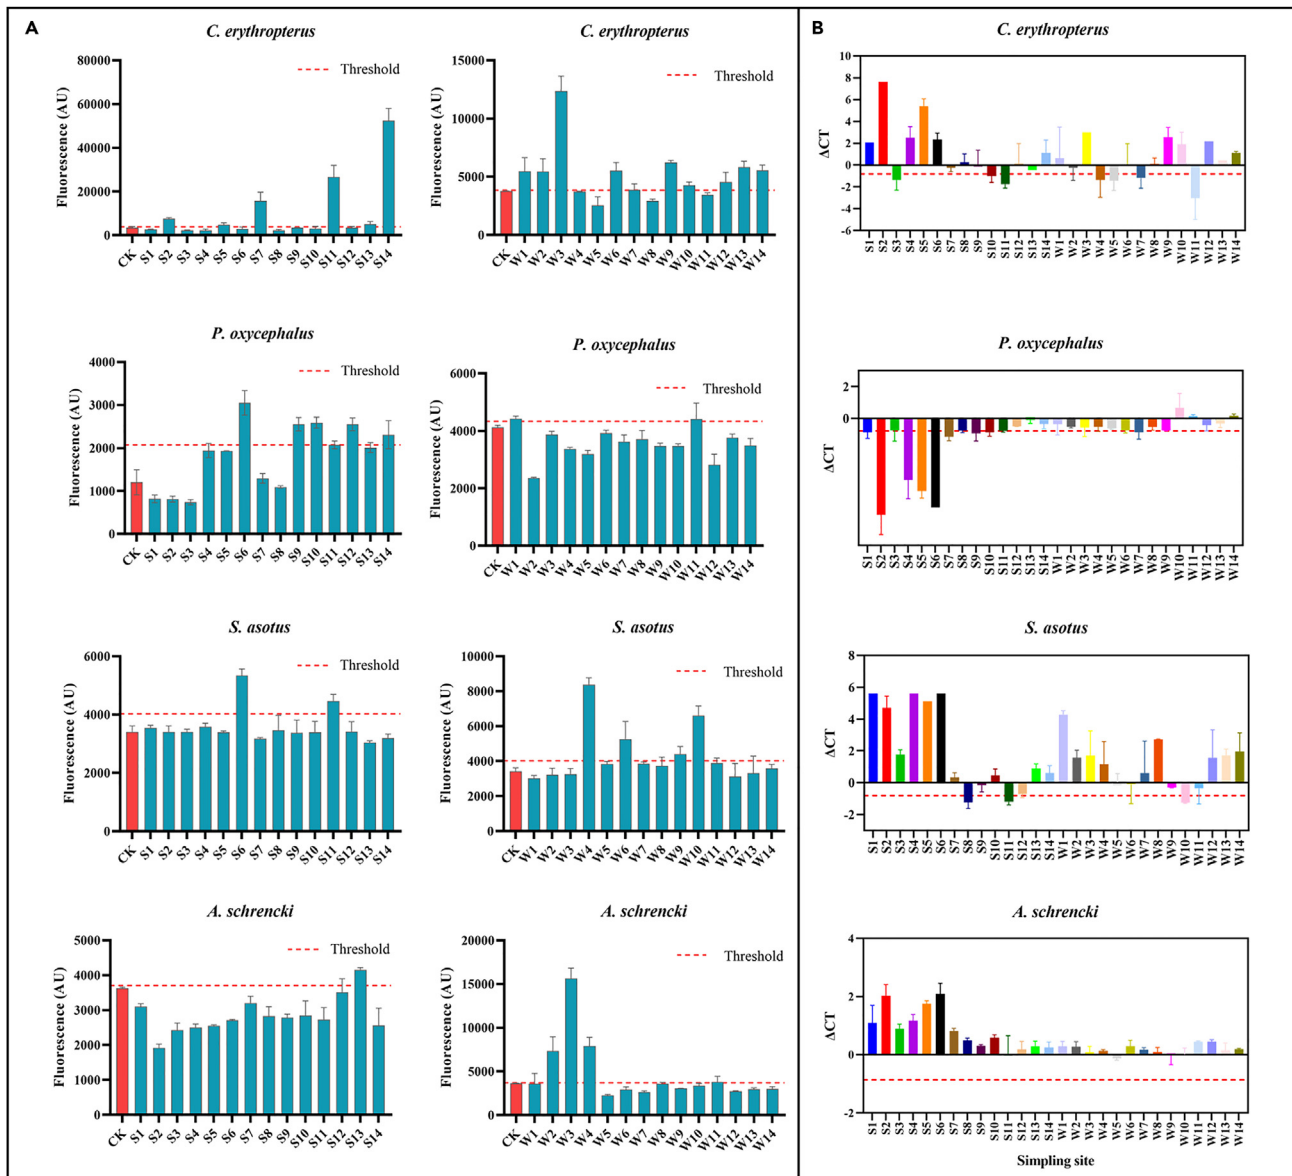 A
C. erythropterus
Fluorescence (AU)
80000
60000
40000
20000
0
Threshold
CK S1 S2 S3 S4 S5 S6 S7 S8 S9 S10 S11 S12 S13 S14
C. erythropterus
Fluorescence (AU)
15000
10000
5000
0
Threshold
CK W1 W2 W3 W4 W5 W6 W7 W8 W9 W10 W11 W12 W13 W14
P. oxycephalus
Fluorescence (AU)
4000
3000
2000
1000
0
Threshold
CK S1 S2 S3 S4 S5 S6 S7 S8 S9 S10 S11 S12 S13 S14
P. oxycephalus
Fluorescence (AU)
6000
4000
2000
0
Threshold
CK W1 W2 W3 W4 W5 W6 W7 W8 W9 W10 W11 W12 W13 W14
S. asotus
Fluorescence (AU)
6000
4000
2000
0
Threshold
CK S1 S2 S3 S4 S5 S6 S7 S8 S9 S10 S11 S12 S13 S14
S. asotus
Fluorescence (AU)
10000
8000
6000
4000
2000
0
Threshold
CK W1 W2 W3 W4 W5 W6 W7 W8 W9 W10 W11 W12 W13 W14
A. schrencki
Fluorescence (AU)
5000
4000
3000
2000
1000
0
Threshold
CK S1 S2 S3 S4 S5 S6 S7 S8 S9 S10 S11 S12 S13 S14
A. schrencki
Fluorescence (AU)
20000
15000
10000
5000
0
Threshold
CK W1 W2 W3 W4 W5 W6 W7 W8 W9 W10 W11 W12 W13 W14
B
C. erythropterus
ΔCT
10
8
6
4
2
0
-2
-4
-6
S1 S2 S3 S4 S5 S6 S7 S8 S9 S10 S11 S12 S13 S14 W1 W2 W3 W4 W5 W6 W7 W8 W9 W10 W11 W12 W13 W14
P. oxycephalus
ΔCT
2
0
S1 S2 S3 S4 S5 S6 S7 S8 S9 S10 S11 S12 S13 S14 W1 W2 W3 W4 W5 W6 W7 W8 W9 W10 W11 W12 W13 W14
S. asotus
ΔCT
8
6
4
2
0
-2
S1 S2 S3 S4 S5 S6 S7 S8 S9 S10 S11 S12 S13 S14 W1 W2 W3 W4 W5 W6 W7 W8 W9 W10 W11 W12 W13 W14
A. schrencki
ΔCT
4
2
0
-2
S1 S2 S3 S4 S5 S6 S7 S8 S9 S10 S11 S12 S13 S14 W1 W2 W3 W4 W5 W6 W7 W8 W9 W10 W11 W12 W13 W14
Simpling site